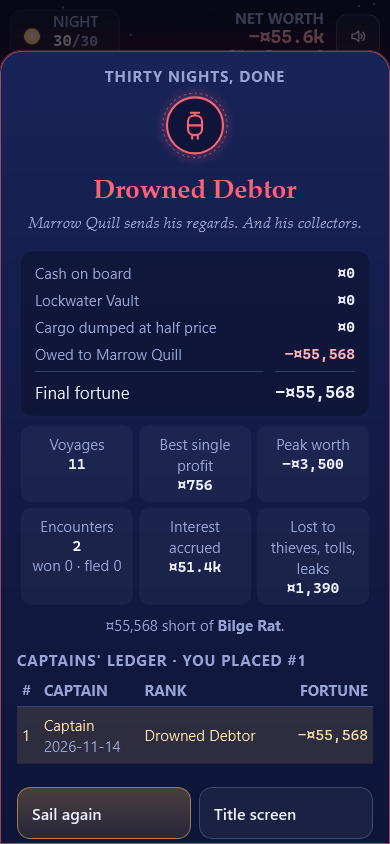 NIGHT
30/30
NET WORTH
−¤55.6k
THIRTY NIGHTS, DONE
Drowned Debtor
Marrow Quill sends his regards. And his collectors.
Cash on board ¤0
Lockwater Vault ¤0
Cargo dumped at half price ¤0
Owed to Marrow Quill −¤55,568
Final fortune −¤55,568
Voyages
11
Best single
profit
¤756
Peak worth
−¤3,500
Encounters
2
won 0 · fled 0
Interest
accrued
¤51.4k
Lost to
thieves, tolls,
leaks
¤1,390
¤55,568 short of Bilge Rat.
CAPTAINS' LEDGER · YOU PLACED #1
# CAPTAIN RANK FORTUNE
1 Captain Drowned Debtor −¤55,568
2026-11-14
Sail again Title screen